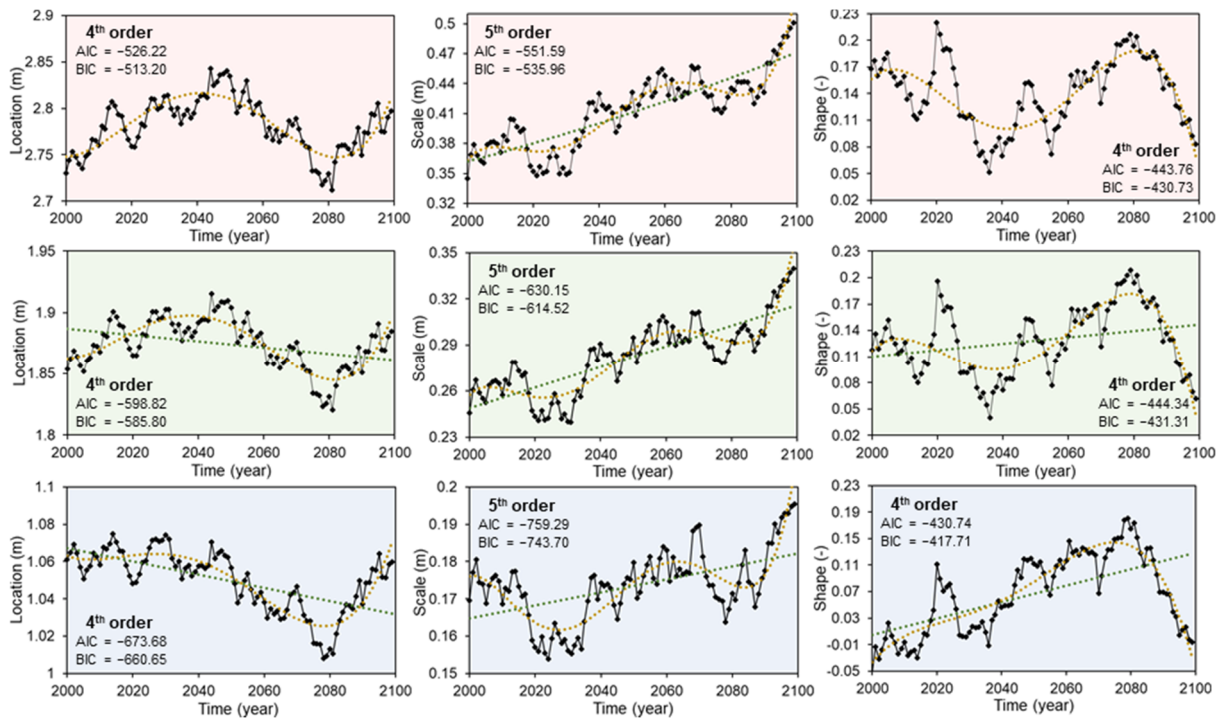 2.9
2.85
2.8
2.75
2.7
Location (m)
4th order
AIC = −526.22
BIC = −513.20
2000 2020 2040 2060 2080 2100
Time (year)
0.5
0.47
0.44
0.41
0.38
0.35
0.32
Scale (m)
5th order
AIC = −551.59
BIC = −535.96
2000 2020 2040 2060 2080 2100
Time (year)
0.23
0.2
0.17
0.14
0.11
0.08
0.05
0.02
Shape (-)
4th order
AIC = −443.76
BIC = −430.73
2000 2020 2040 2060 2080 2100
Time (year)
1.95
1.9
1.85
1.8
Location (m)
4th order
AIC = −598.82
BIC = −585.80
2000 2020 2040 2060 2080 2100
Time (year)
0.35
0.32
0.29
0.26
0.23
Scale (m)
5th order
AIC = −630.15
BIC = −614.52
2000 2020 2040 2060 2080 2100
Time (year)
0.23
0.2
0.17
0.14
0.11
0.08
0.05
0.02
Shape (-)
4th order
AIC = −444.34
BIC = −431.31
2000 2020 2040 2060 2080 2100
Time (year)
1.1
1.08
1.06
1.04
1.02
1
Location (m)
4th order
AIC = −673.68
BIC = −660.65
2000 2020 2040 2060 2080 2100
Time (year)
0.2
0.19
0.18
0.17
0.16
0.15
Scale (m)
5th order
AIC = −759.29
BIC = −743.70
2000 2020 2040 2060 2080 2100
Time (year)
0.23
0.19
0.15
0.11
0.07
0.03
-0.01
-0.05
Shape (-)
4th order
AIC = −430.74
BIC = −417.71
2000 2020 2040 2060 2080 2100
Time (year)